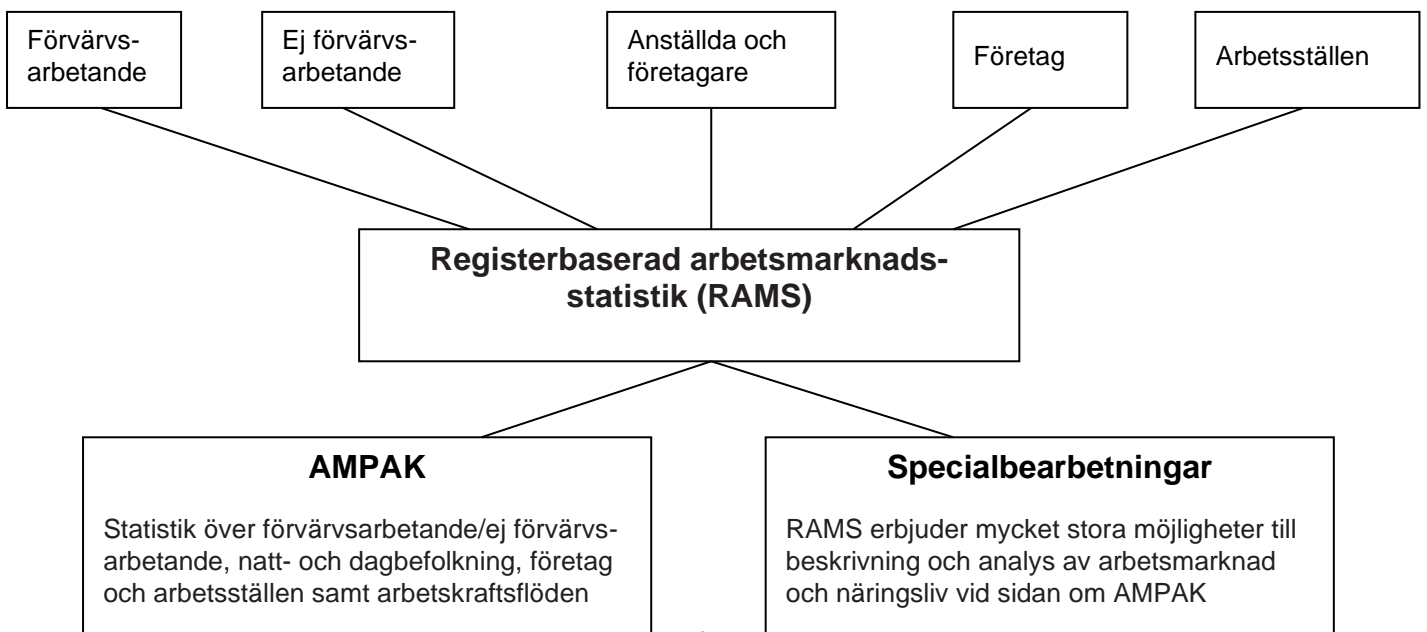 Förvärvs-
arbetande
Ej förvärvs-
arbetande
Anställda och
företagare
Företag
Arbetsställen
Registerbaserad arbetsmarknads-
statistik (RAMS)
AMPAK
Statistik över förvärvsarbetande/ej förvärvs-
arbetande, natt- och dagbefolkning, företag
och arbetsställen samt arbetskraftsflöden
Specialbearbetningar
RAMS erbjuder mycket stora möjligheter till
beskrivning och analys av arbetsmarknad
och näringsliv vid sidan om AMPAK